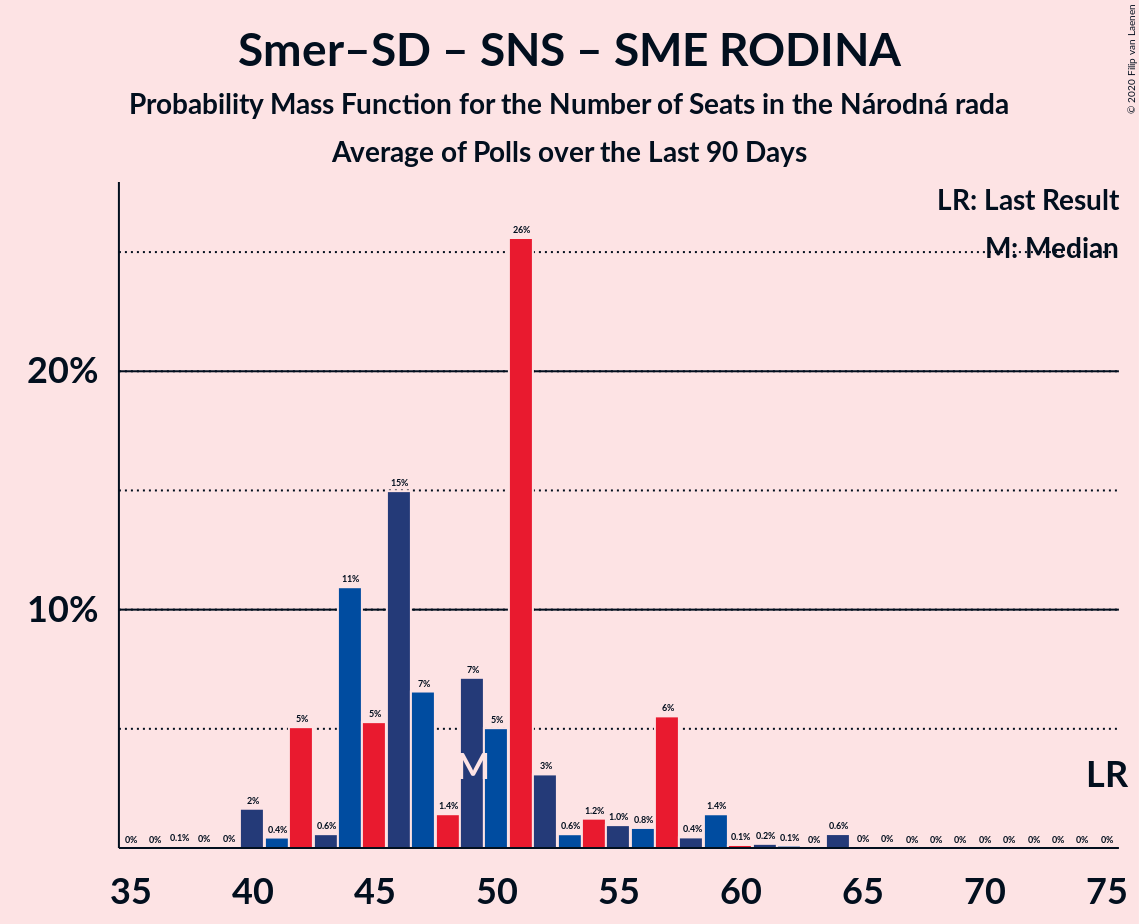 Smer–SD – SNS – SME RODINA
Probability Mass Function for the Number of Seats in the Národná rada
Average of Polls over the Last 90 Days
© 2020 Filip van Laenen
LR: Last Result
M: Median
20%
10%
0% 0% 0.1% 0% 0% 2% 0.4% 5% 0.6% 11% 5% 15% 7% 1.4% 7% 5% 26% 3% 0.6% 1.2% 1.0% 0.8% 6% 0.4% 1.4% 0.1% 0.2% 0.1% 0% 0.6% 0% 0% 0% 0% 0% 0% 0% 0% 0% 0% 0%
M
LR
35 40 45 50 55 60 65 70 75